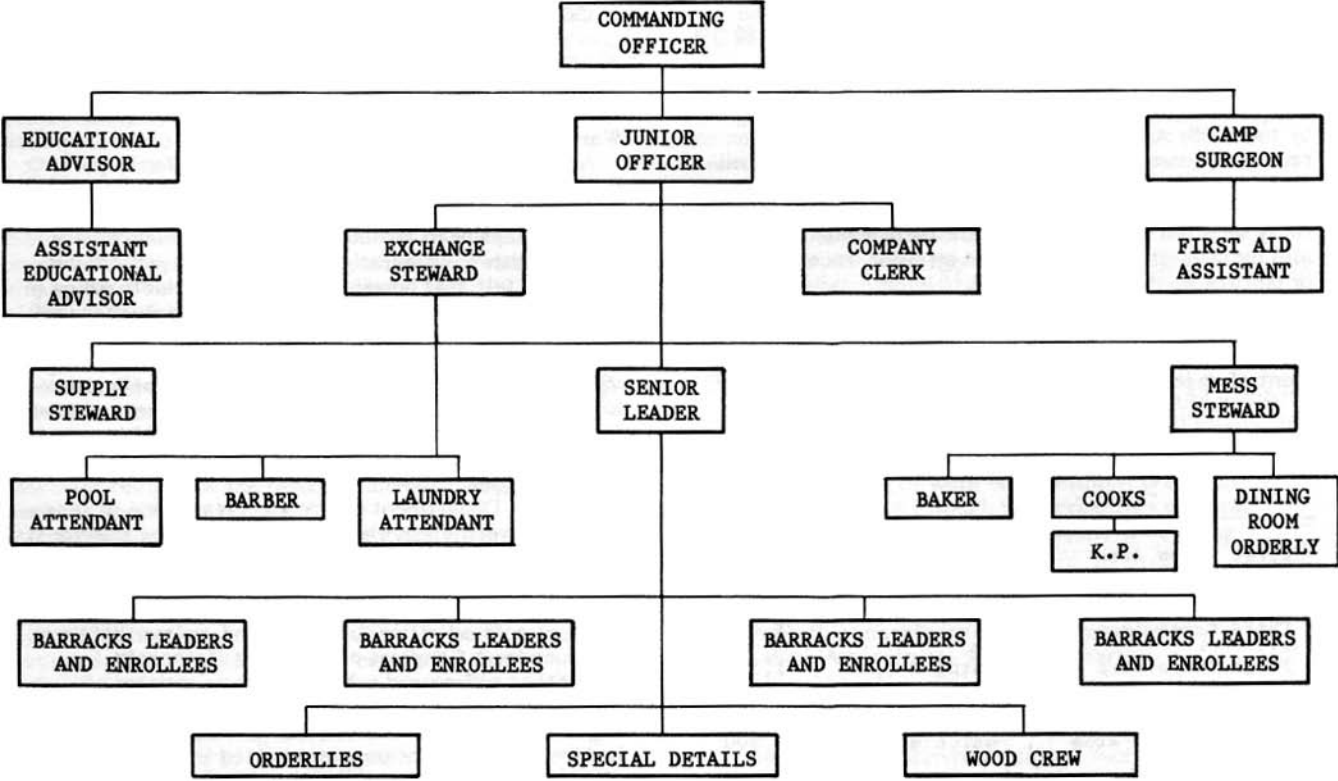 COMMANDING
OFFICER
EDUCATIONAL
ADVISOR
JUNIOR
OFFICER
CAMP
SURGEON
ASSISTANT
EDUCATIONAL
ADVISOR
EXCHANGE
STEWARD
COMPANY
CLERK
FIRST AID
ASSISTANT
SUPPLY
STEWARD
SENIOR
LEADER
MESS
STEWARD
POOL
ATTENDANT
BARBER
LAUNDRY
ATTENDANT
BAKER
COOKS
K.P.
DINING
ROOM
ORDERLY
BARRACKS LEADERS
AND ENROLLEES
BARRACKS LEADERS
AND ENROLLEES
BARRACKS LEADERS
AND ENROLLEES
BARRACKS LEADERS
AND ENROLLEES
ORDERLIES
SPECIAL DETAILS
WOOD CREW